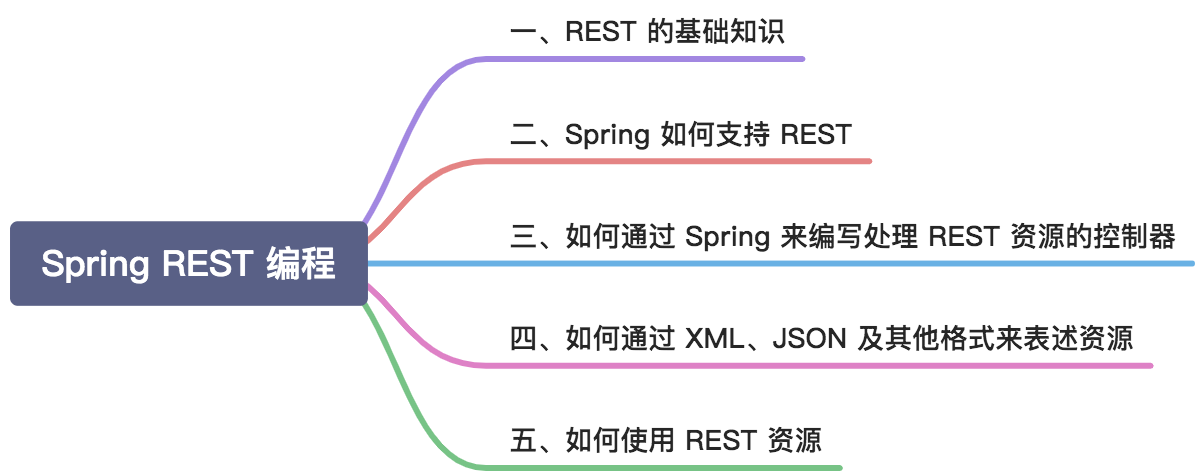 一、REST 的基础知识
二、Spring 如何支持 REST
三、如何通过 Spring 来编写处理 REST 资源的控制器
Spring REST 编程
四、如何通过 XML、JSON 及其他格式来表述资源
五、如何使用 REST 资源